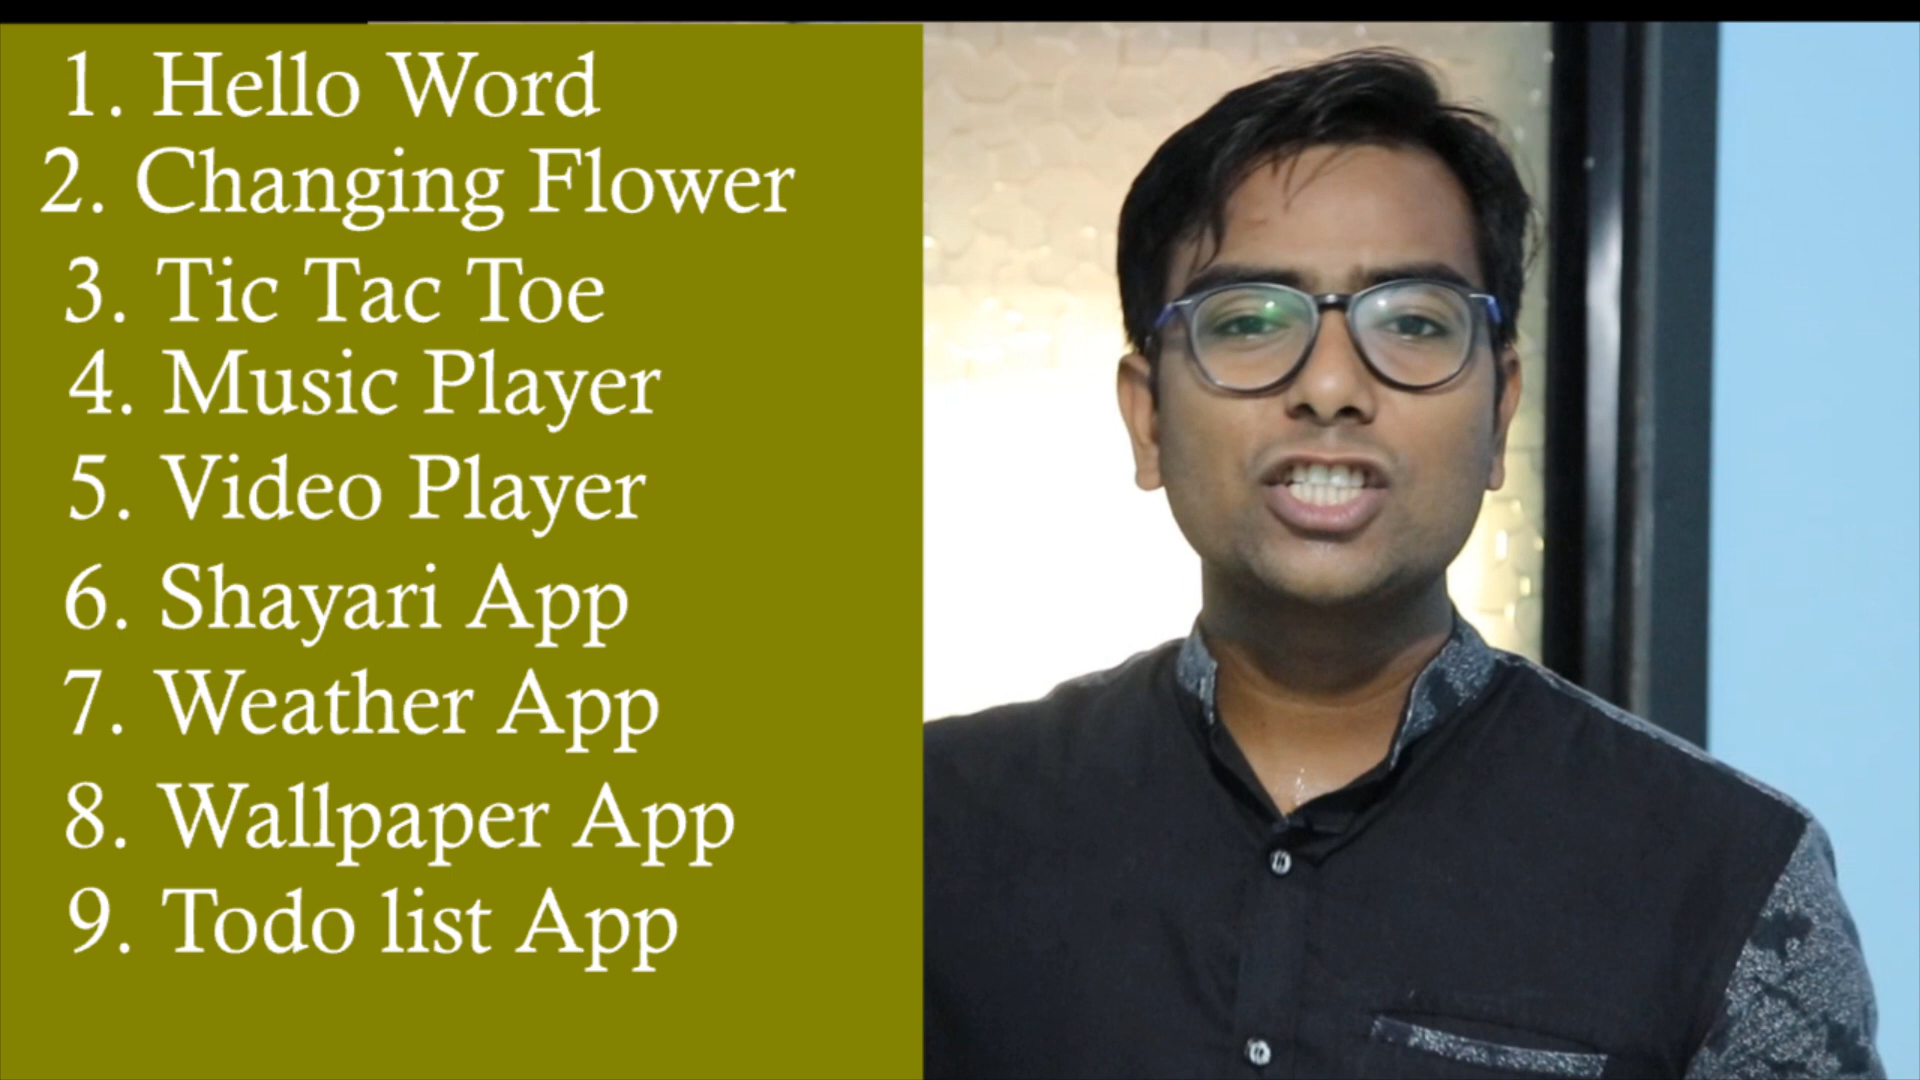 1. Hello Word
2. Changing Flower
3. Tic Tac Toe
4. Music Player
5. Video Player
6. Shayari App
7. Weather App
8. Wallpaper App
9. Todo list App